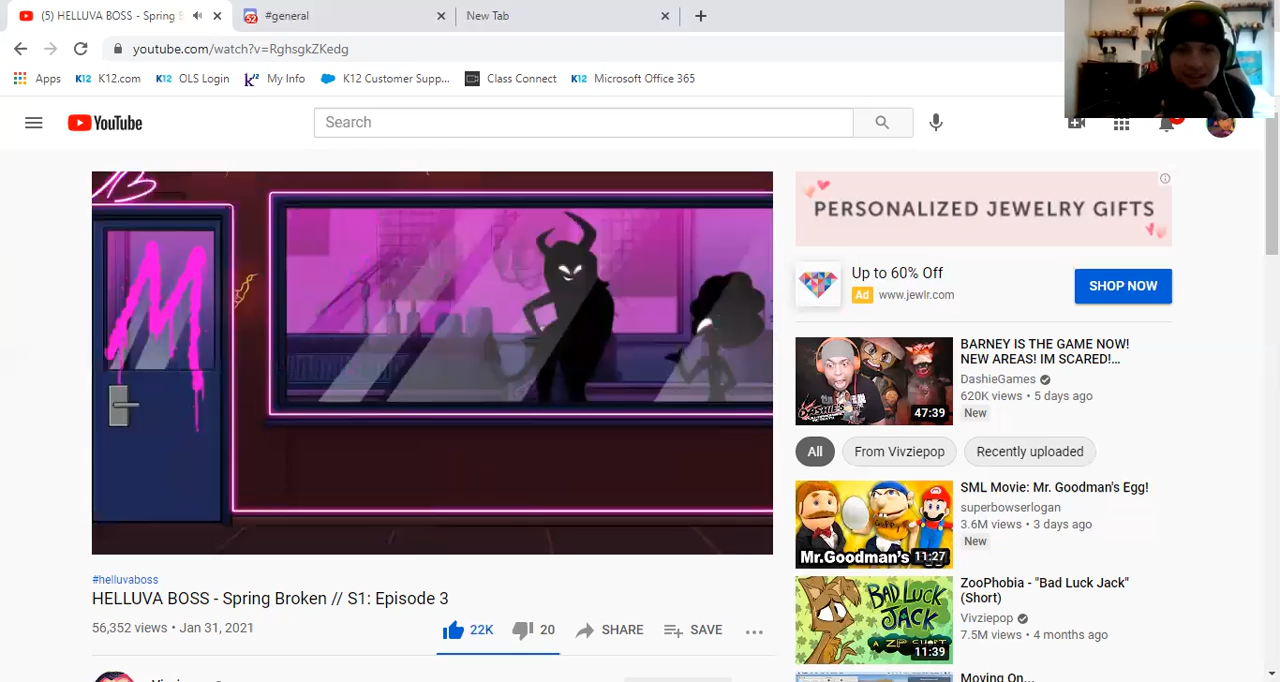 (5) HELLUVA BOSS - Spring B
#general
New Tab
youtube.com/watch?v=RghsgkZKedg
Apps
K12 K12.com
K12 OLS Login
K12 My Info
K12 Customer Supp...
Class Connect
K12 Microsoft Office 365
YouTube
Search
M
PERSONALIZED JEWELRY GIFTS
Up to 60% Off
Ad www.jewlr.com
SHOP NOW
BARNEY IS THE GAME NOW!
NEW AREAS! IM SCARED!...
DashieGames
620K views • 5 days ago
New
47:39
All
From Vivziepop
Recently uploaded
SML Movie: Mr. Goodman's Egg!
superbowserlogan
3.6M views • 3 days ago
New
Mr.Goodman's
11:27
ZooPhobia - "Bad Luck Jack"
(Short)
Vivziepop
7.5M views • 4 months ago
BAD LUCK
JACK
11:39
Moving On...
#helluvaboss
HELLUVA BOSS - Spring Broken // S1: Episode 3
56,352 views • Jan 31, 2021
22K
20
SHARE
SAVE